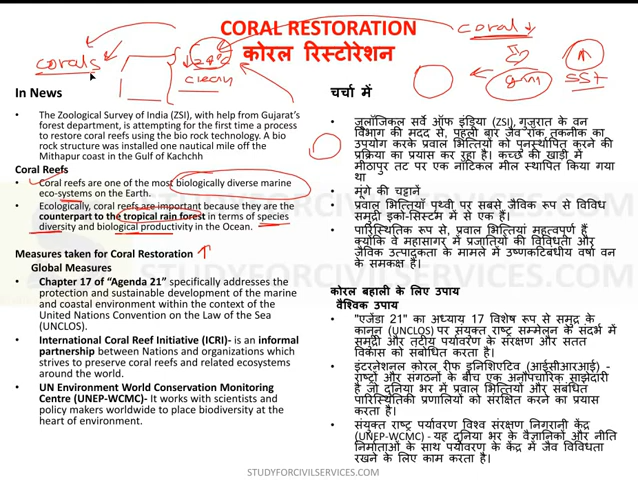 CORAL RESTORATION
कोरल रिस्टोरेशन
corals
coral
clean
SST
In News
• The Zoological Survey of India (ZSI), with help from Gujarat's
forest department, is attempting for the first time a process
to restore coral reefs using the bio rock technology. A bio
rock structure was installed one nautical mile off the
Mithapur coast in the Gulf of Kachchh
Coral Reefs
• Coral reefs are one of the most biologically diverse marine
eco-systems on the Earth.
• Ecologically, coral reefs are important because they are the
counterpart to the tropical rain forest in terms of species
diversity and biological productivity in the Ocean.
Measures taken for Coral Restoration
Global Measures
• Chapter 17 of "Agenda 21" specifically addresses the
protection and sustainable development of the marine
and coastal environment within the context of the
United Nations Convention on the Law of the Sea
(UNCLOS).
• International Coral Reef Initiative (ICRI)- is an informal
partnership between Nations and organizations which
strives to preserve coral reefs and related ecosystems
around the world.
• UN Environment World Conservation Monitoring
Centre (UNEP-WCMC)- It works with scientists and
policy makers worldwide to place biodiversity at the
heart of environment.
चर्चा में
• जूलॉजिकल सर्वे ऑफ इंडिया (ZSI), गुजरात के वन
विभाग की मदद से, पहली बार जैव रॉक तकनीक का
उपयोग करके प्रवाल भित्तियों को पुनर्स्थापित करने की
प्रक्रिया का प्रयास कर रहा है। कच्छ की खाड़ी में
मीठापुर तट पर एक नॉटिकल मील स्थापित किया गया
था
• मूंगे की चट्टानें
• प्रवाल भित्तियाँ पृथ्वी पर सबसे जैविक रूप से विविध
समुद्री इको-सिस्टम में से एक हैं।
• पारिस्थितिक रूप से, प्रवाल भित्तियां महत्वपूर्ण हैं
क्योंकि वे महासागर में प्रजातियों की विविधता और
जैविक उत्पादकता के मामले में उष्णकटिबंधीय वर्षा वन
के समकक्ष हैं।
कोरल बहाली के लिए उपाय
वैश्विक उपाय
• "एजेंडा 21" का अध्याय 17 विशेष रूप से समुद्र के
कानून (UNCLOS) पर संयुक्त राष्ट्र सम्मेलन के संदर्भ में
समुद्री और तटीय पर्यावरण के संरक्षण और सतत
विकास को संबोधित करता है।
• इंटरनेशनल कोरल रीफ इनिशिएटिव (आईसीआरआई) -
राष्ट्रों और संगठनों के बीच एक अनौपचारिक साझेदारी
है जो दुनिया भर में प्रवाल भित्तियों और संबंधित
पारिस्थितिकी प्रणालियों को संरक्षित करने का प्रयास
करता है।
• संयुक्त राष्ट्र पर्यावरण विश्व संरक्षण निगरानी केंद्र
(UNEP-WCMC) - यह दुनिया भर के वैज्ञानिकों और नीति
निर्माताओं के साथ पर्यावरण के केंद्र में जैव विविधता
रखने के लिए काम करता है।
STUDYFORCIVILSERVICES.COM
STUDYFORCIVILSERVICES.COM